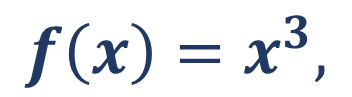 f(x) = x³,